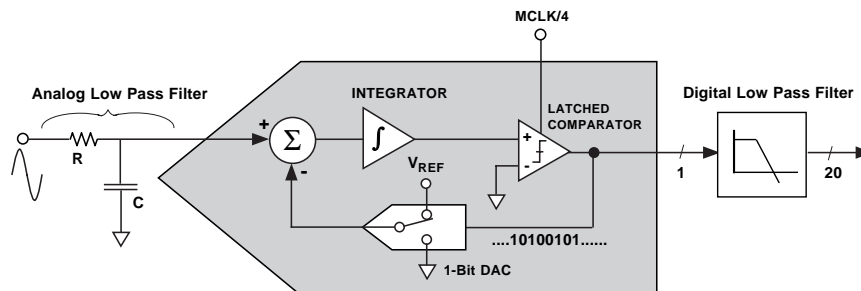 MCLK/4
Analog Low Pass Filter
INTEGRATOR
LATCHED
COMPARATOR
Digital Low Pass Filter
+
R
Σ
∫
+
-
-
VREF
C
1
20
....10100101......
1-Bit DAC